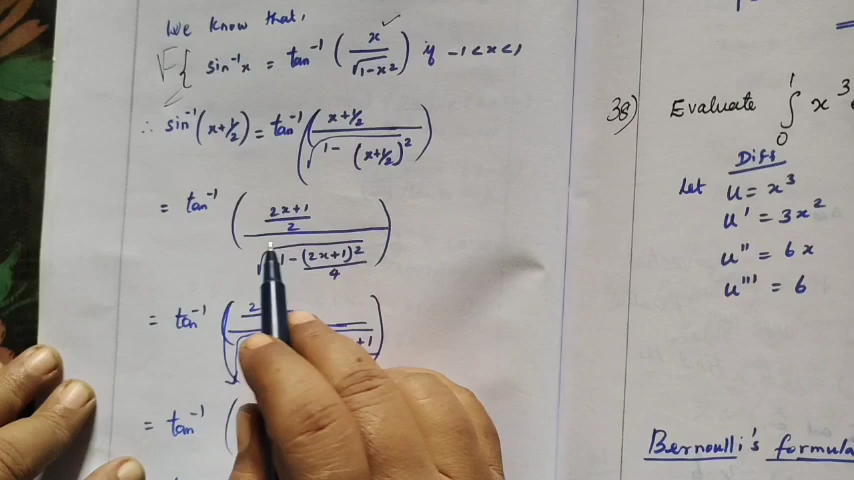 We know that,
sin⁻¹x = tan⁻¹ (x/√1-x²) if -1<x<1
∴ sin⁻¹(x+1/2) = tan⁻¹ (x+1/2 / √1-(x+1/2)²)
= tan⁻¹ ((2x+1)/2 / √1-(2x+1)²/4)
= tan⁻¹ (2
+1
= tan⁻¹ (
38) Evaluate ∫₀¹ x³
Diff
Let u = x³
u' = 3x²
u'' = 6x
u''' = 6
Bernoulli's formula